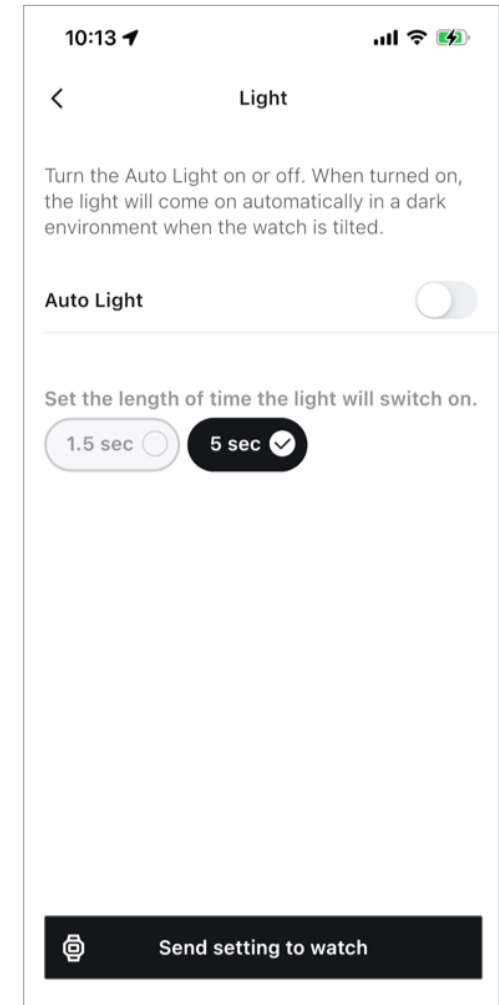 10:13
Light
Turn the Auto Light on or off. When turned on,
the light will come on automatically in a dark
environment when the watch is tilted.
Auto Light
Set the length of time the light will switch on.
1.5 sec
5 sec
Send setting to watch